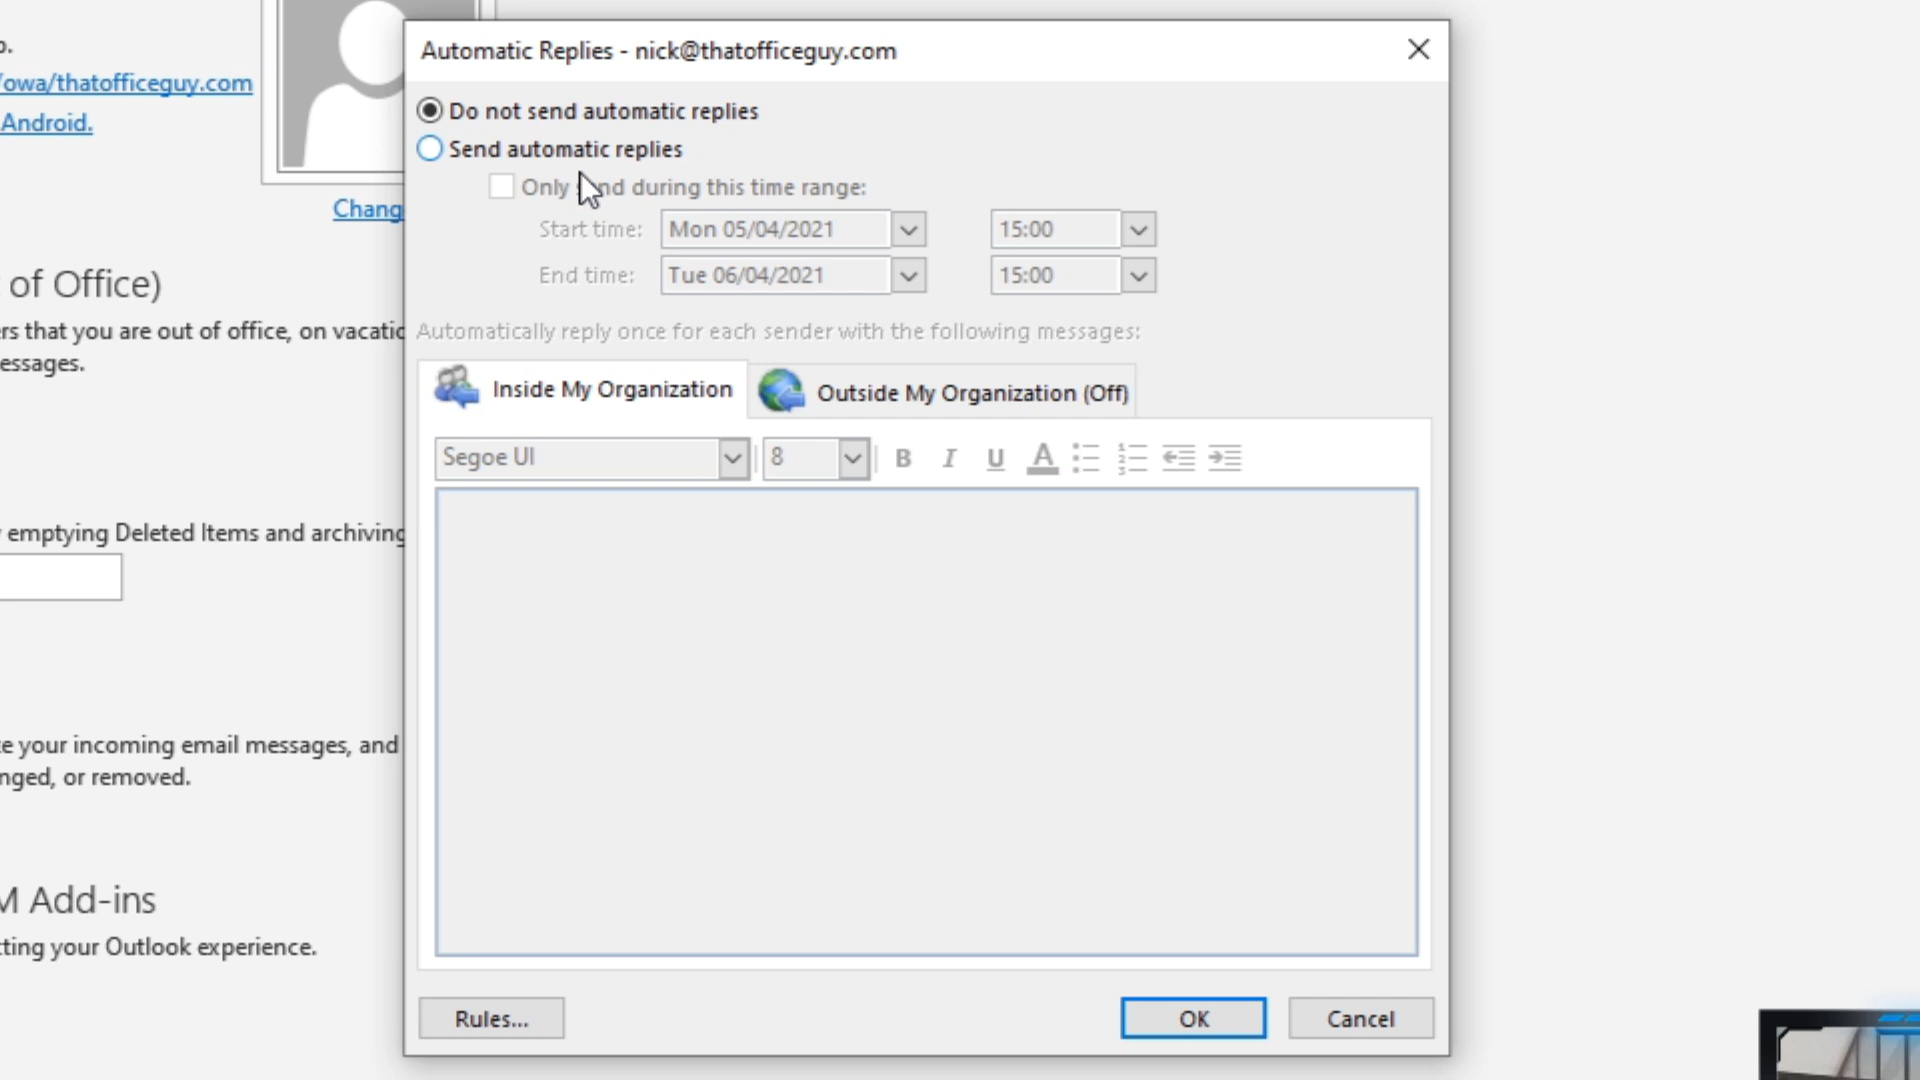 o.
/owa/thatofficeguy.com
Android.
Chang
of Office)
rs that you are out of office, on vacatio
essages.
emptying Deleted Items and archiving
e your incoming email messages, and
nged, or removed.
M Add-ins
ting your Outlook experience.
Automatic Replies - nick@thatofficeguy.com
Do not send automatic replies
Send automatic replies
Only send during this time range:
Start time: Mon 05/04/2021 15:00
End time: Tue 06/04/2021 15:00
Automatically reply once for each sender with the following messages:
Inside My Organization Outside My Organization (Off)
Segoe UI 8 B I U A
Rules... OK Cancel